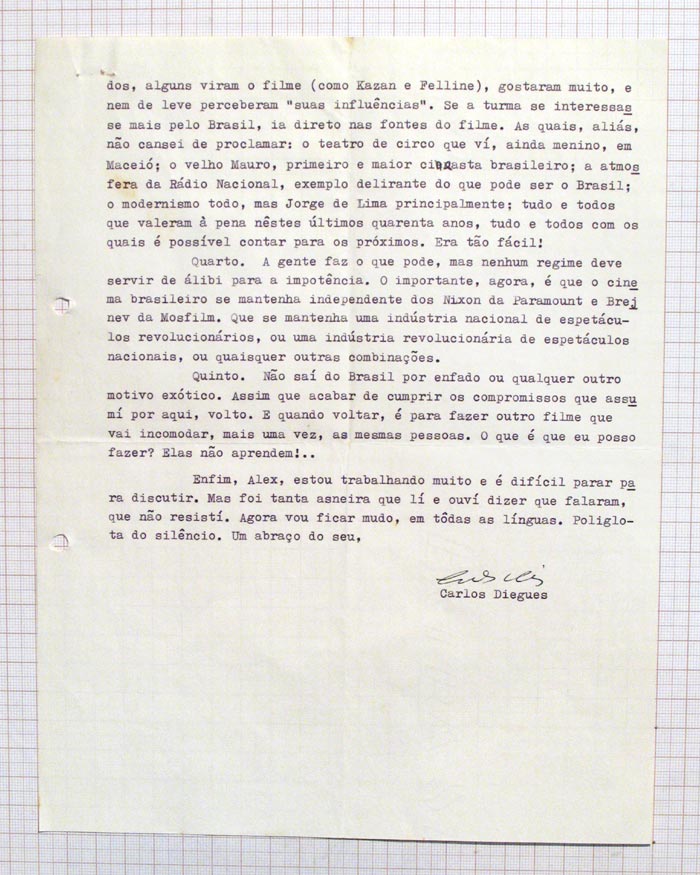 dos, alguns viram o filme (como Kazan e Felline), gostaram muito, e
nem de leve perceberam "suas influências". Se a turma se interessas
se mais pelo Brasil, ia direto nas fontes do filme. As quais, aliás,
não cansei de proclamar: o teatro de circo que ví, ainda menino, em
Maceió; o velho Mauro, primeiro e maior cineasta brasileiro; a atmos
fera da Rádio Nacional, exemplo delirante do que pode ser o Brasil;
o modernismo todo, mas Jorge de Lima principalmente; tudo e todos
que valeram à pena nêstes últimos quarenta anos, tudo e todos com os
quais é possível contar para os próximos. Era tão fácil!
Quarto. A gente faz o que pode, mas nenhum regime deve
servir de álibi para a impotência. O importante, agora, é que o cine
ma brasileiro se mantenha independente dos Nixon da Paramount e Brej
nev da Mosfilm. Que se mantenha uma indústria nacional de espetácu-
los revolucionários, ou uma indústria revolucionária de espetáculos
nacionais, ou quaisquer outras combinações.
Quinto. Não saí do Brasil por enfado ou qualquer outro
motivo exótico. Assim que acabar de cumprir os compromissos que assu
mí por aqui, volto. E quando voltar, é para fazer outro filme que
vai incomodar, mais uma vez, as mesmas pessoas. O que é que eu posso
fazer? Elas não aprendem!..
Enfim, Alex, estou trabalhando muito e é difícil parar pa
ra discutir. Mas foi tanta asneira que lí e ouví dizer que falaram,
que não resistí. Agora vou ficar mudo, em tôdas as línguas. Poliglo-
ta do silêncio. Um abraço do seu,
Carlos Diegues